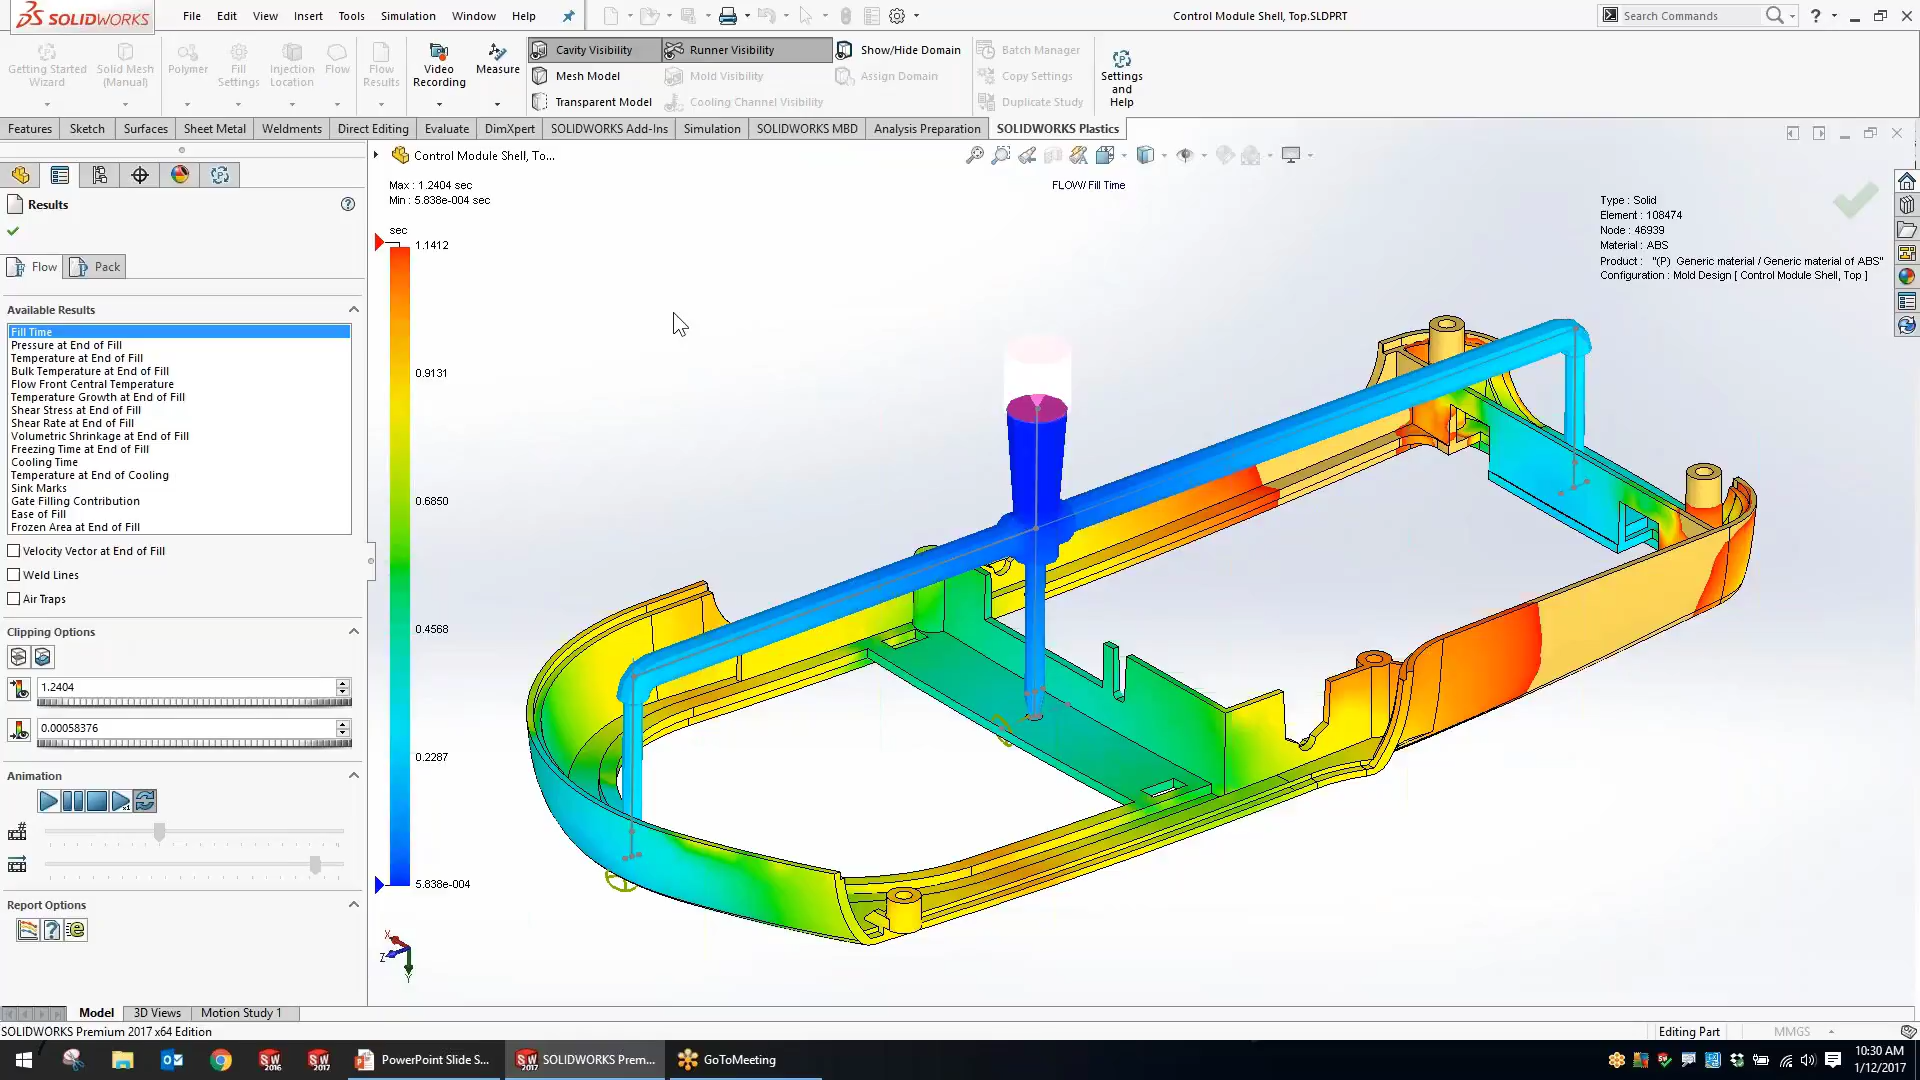 SOLIDWORKS
File Edit View Insert Tools Simulation Window Help
Control Module Shell, Top.SLDPRT
Search Commands
Getting Started Wizard
Solid Mesh (Manual)
Polymer
Fill Settings
Injection Location
Flow
Flow Results
Video Recording
Measure
Cavity Visibility
Runner Visibility
Show/Hide Domain
Mesh Model
Mold Visibility
Assign Domain
Transparent Model
Cooling Channel Visibility
Batch Manager
Copy Settings
Duplicate Study
Settings and Help
Features Sketch Surfaces Sheet Metal Weldments Direct Editing Evaluate DimXpert SOLIDWORKS Add-Ins Simulation SOLIDWORKS MBD Analysis Preparation SOLIDWORKS Plastics
Results
Flow Pack
Available Results
Fill Time
Pressure at End of Fill
Temperature at End of Fill
Bulk Temperature at End of Fill
Flow Front Central Temperature
Temperature Growth at End of Fill
Shear Stress at End of Fill
Shear Rate at End of Fill
Volumetric Shrinkage at End of Fill
Freezing Time at End of Fill
Cooling Time
Temperature at End of Cooling
Sink Marks
Gate Filling Contribution
Ease of Fill
Frozen Area at End of Fill
Velocity Vector at End of Fill
Weld Lines
Air Traps
Clipping Options
1.2404
0.00058376
Animation
Report Options
Control Module Shell, To...
Max : 1.2404 sec
Min : 5.838e-004 sec
sec
1.1412
0.9131
0.6850
0.4568
0.2287
5.838e-004
FLOW/ Fill Time
Type : Solid
Element : 108474
Node : 46939
Material : ABS
Product : "(P) Generic material / Generic material of ABS"
Configuration : Mold Design [ Control Module Shell, Top ]
X
Z
Y
Model 3D Views Motion Study 1
SOLIDWORKS Premium 2017 x64 Edition
Editing Part
MMGS
2016
2017
PowerPoint Slide S...
SOLIDWORKS Prem...
GoToMeeting
10:30 AM
1/12/2017